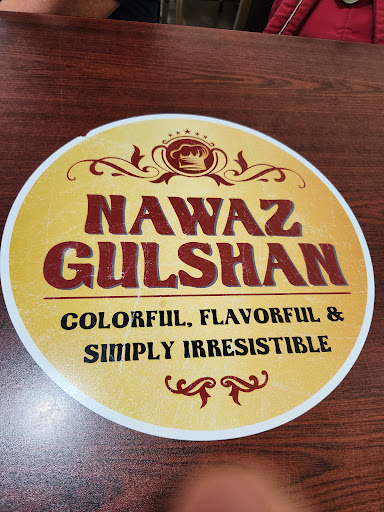 NAWAZ
GULSHAN
COLORFUL, FLAVORFUL &
SIMPLY IRRESISTIBLE